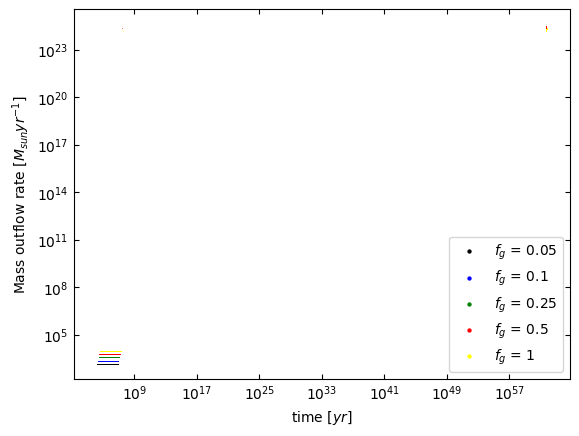 10^23
10^20
10^17
10^14
10^11
10^8
10^5
Mass outflow rate [M_sun yr^−1]
f_g = 0.05
f_g = 0.1
f_g = 0.25
f_g = 0.5
f_g = 1
10^9 10^17 10^25 10^33 10^41 10^49 10^57
time [yr]